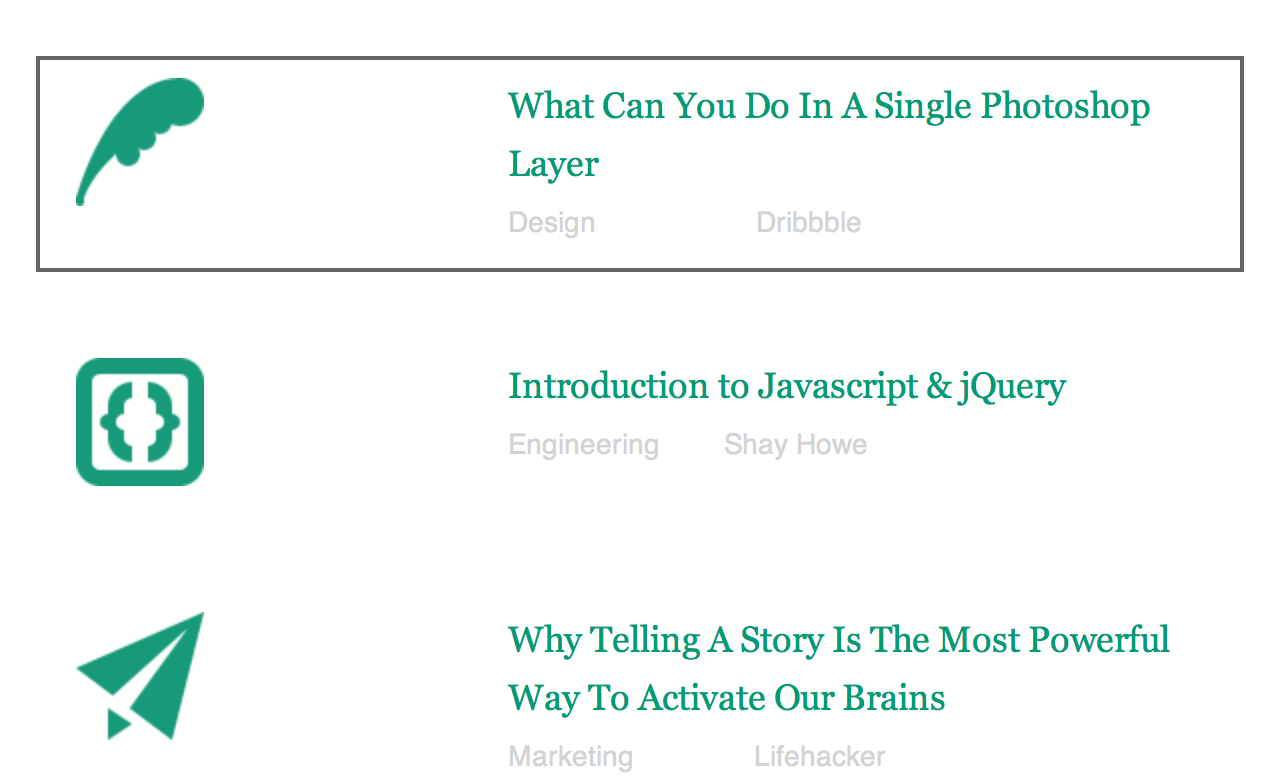 What Can You Do In A Single Photoshop
Layer
Design Dribbble
Introduction to Javascript & jQuery
Engineering Shay Howe
Why Telling A Story Is The Most Powerful
Way To Activate Our Brains
Marketing Lifehacker